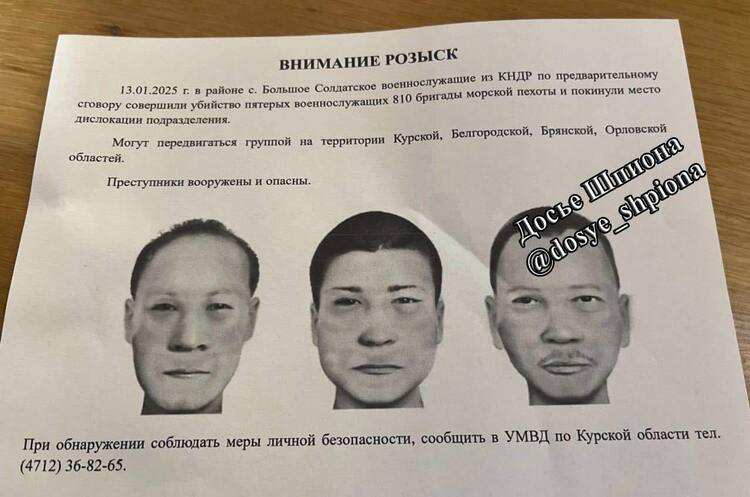 ВНИМАНИЕ РОЗЫСК
13.01.2025 г. в районе с. Большое Солдатское военнослужащие из КНДР по предварительному
сговору совершили убийство пятерых военнослужащих 810 бригады морской пехоты и покинули место
дислокации подразделения.
Могут передвигаться группой на территории Курской, Белгородской, Брянской, Орловской
областей.
Преступники вооружены и опасны.
Досье Шпиона
@dosye_shpiona
При обнаружении соблюдать меры личной безопасности, сообщить в УМВД по Курской области тел.
(4712) 36-82-65.